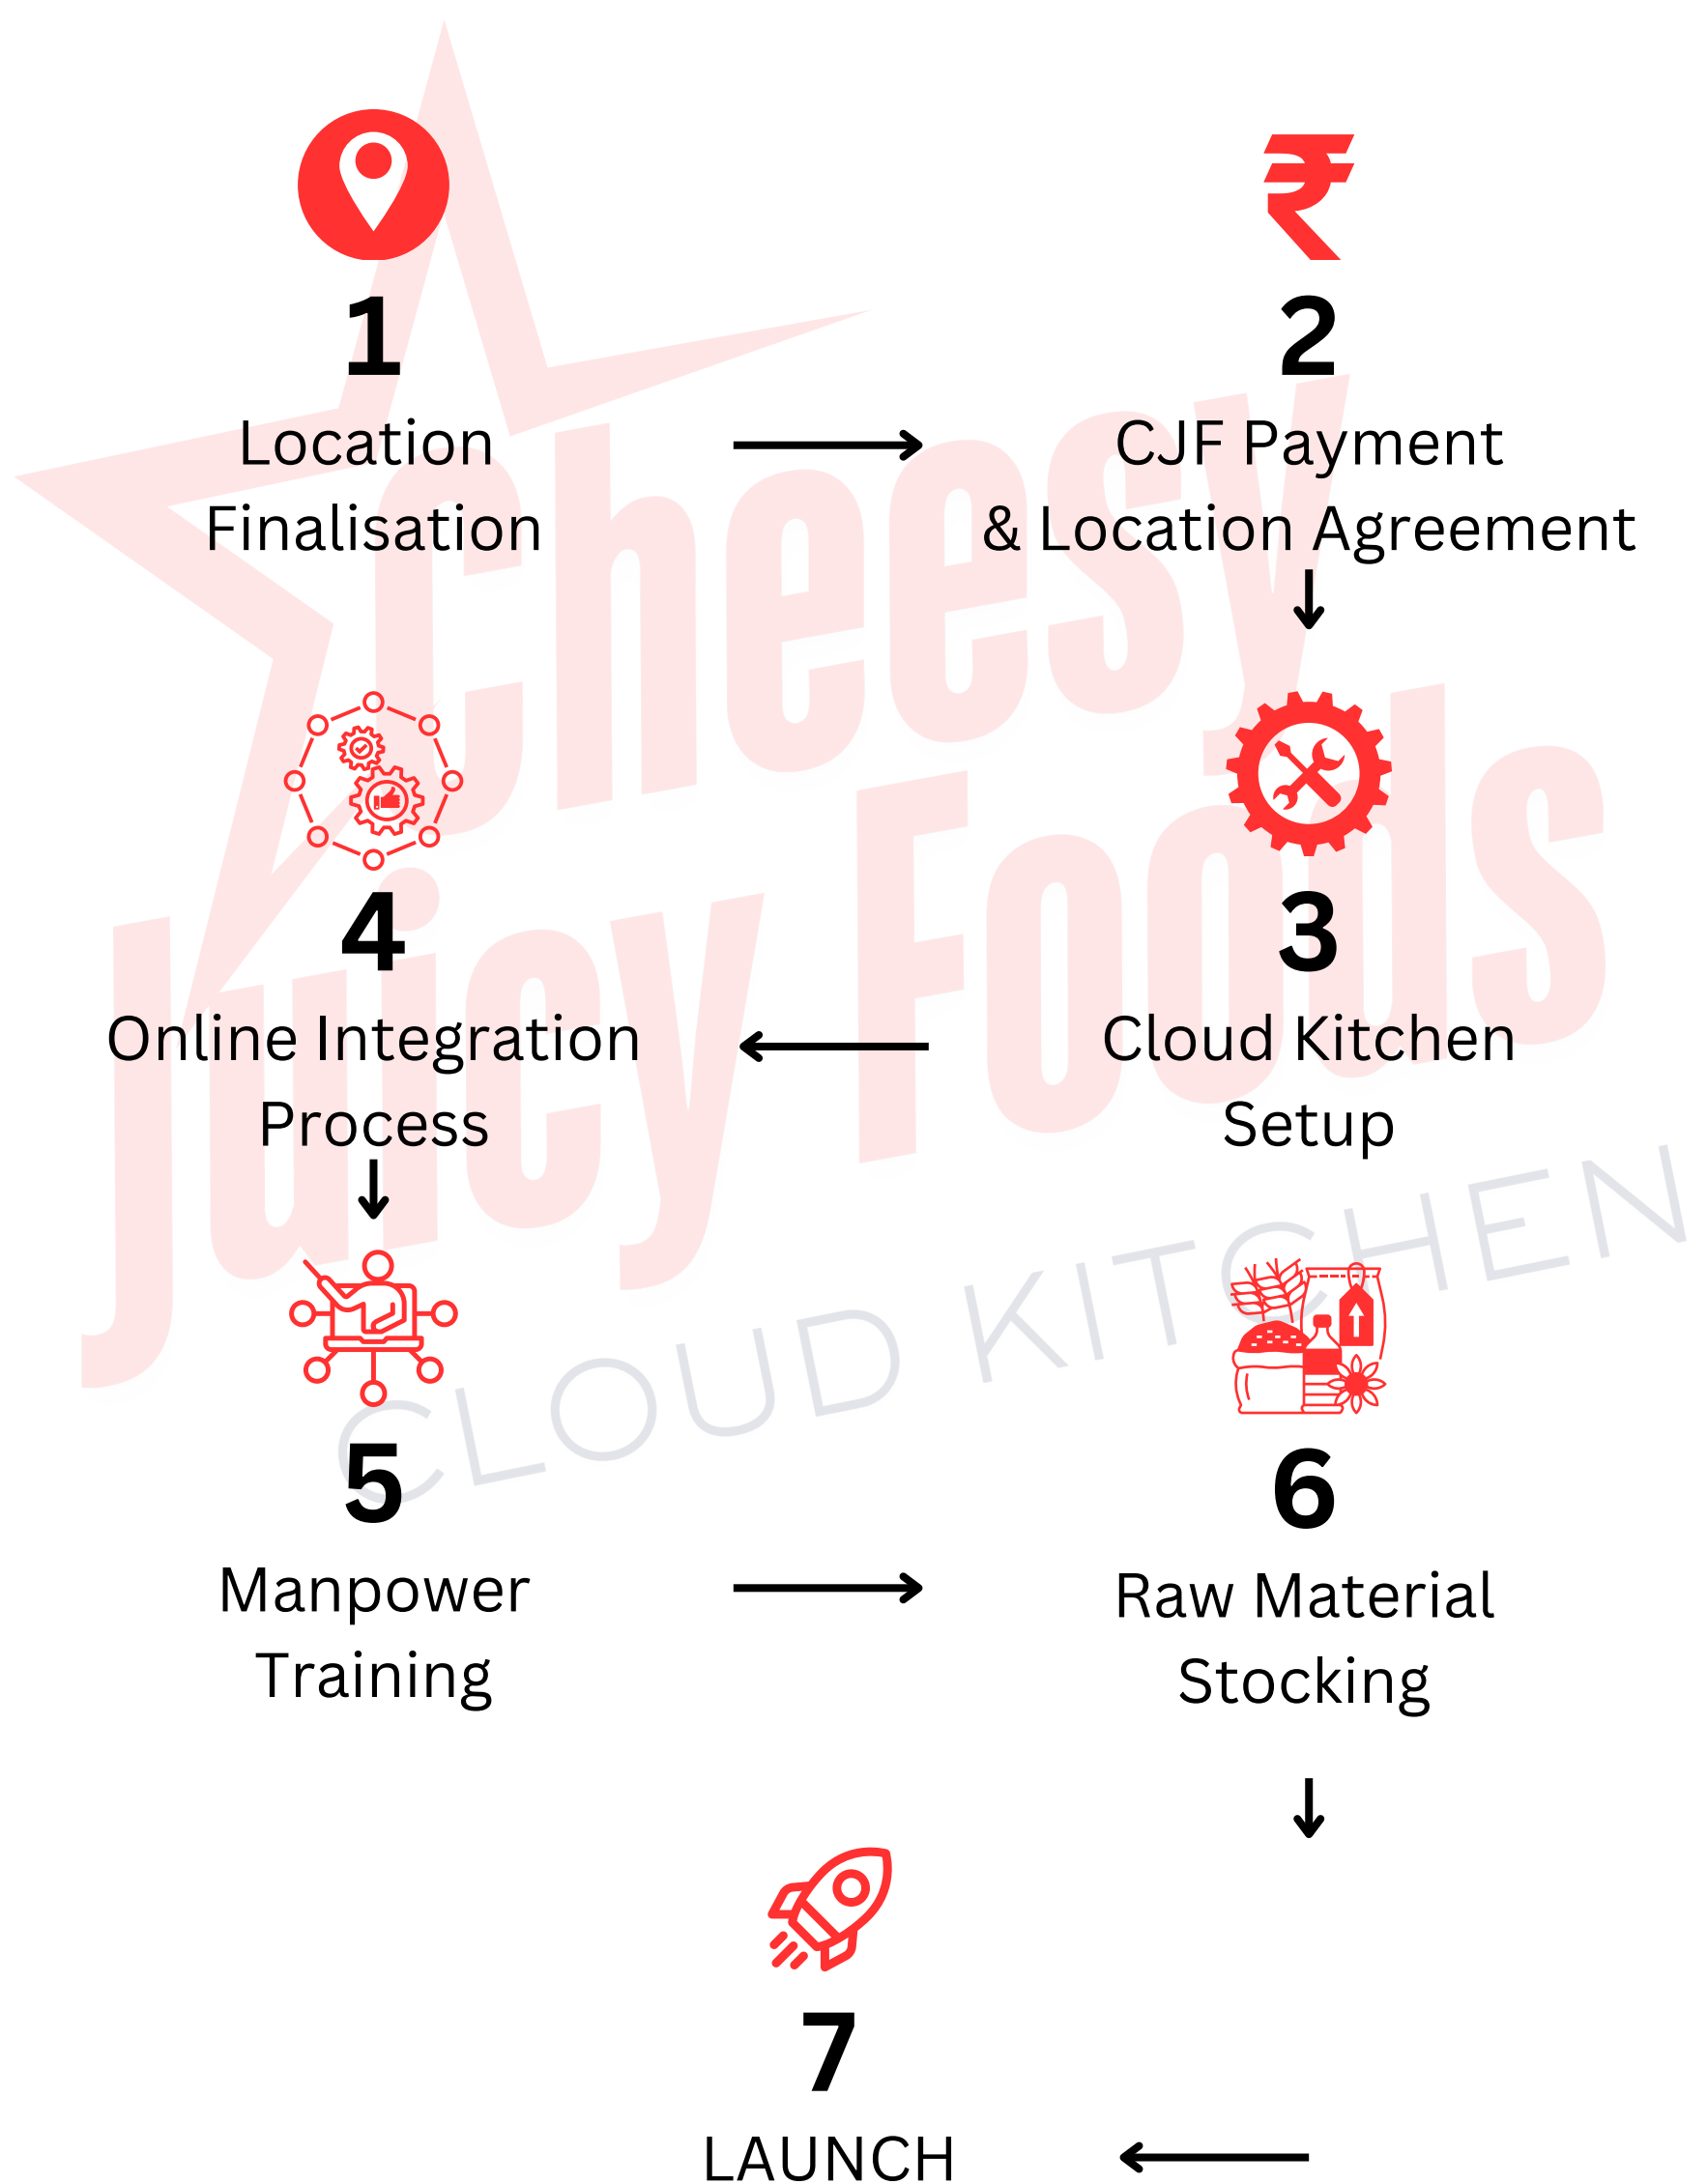 1
Location
Finalisation
₹
2
CJF Payment
& Location Agreement
3
Cloud Kitchen
Setup
4
Online Integration
Process
5
Manpower
Training
6
Raw Material
Stocking
7
LAUNCH
Cheesy
Juicy Foods
CLOUD KITCHEN